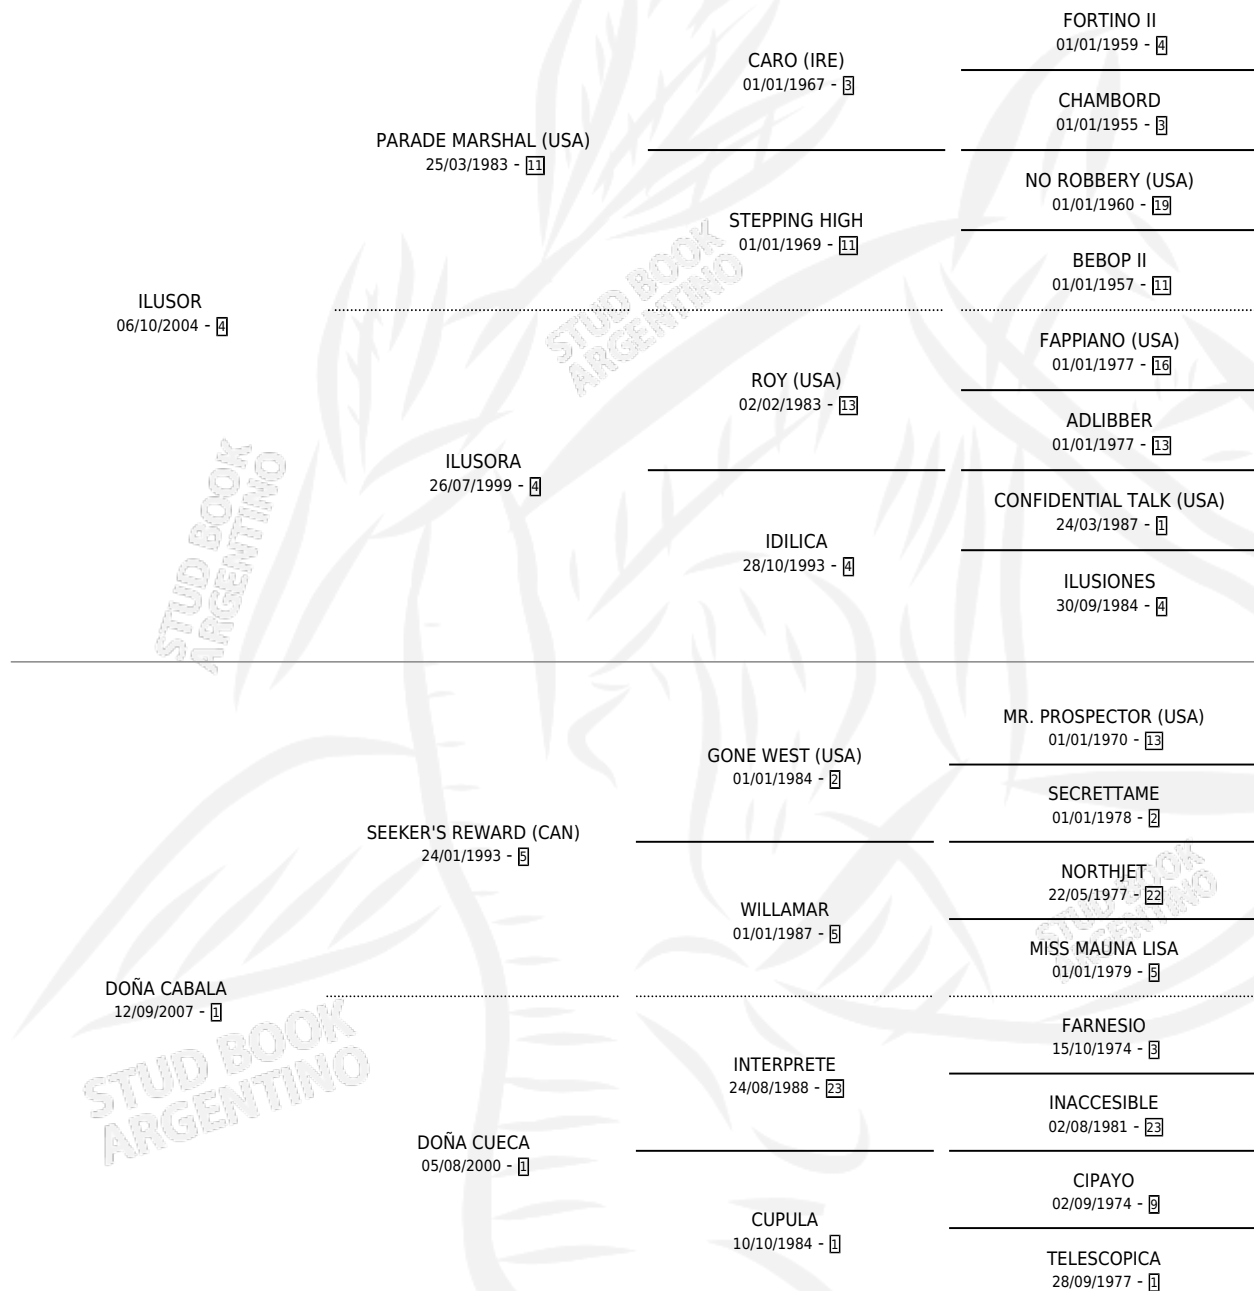 FORTINO II
01/01/1959 - 4
CARO (IRE)
01/01/1967 - 3
CHAMBORD
01/01/1955 - 3
PARADE MARSHAL (USA)
25/03/1983 - 11
NO ROBBERY (USA)
01/01/1960 - 19
STEPPING HIGH
01/01/1969 - 11
BEBOP II
01/01/1957 - 11
ILUSOR
06/10/2004 - 4
FAPPIANO (USA)
01/01/1977 - 16
ROY (USA)
02/02/1983 - 13
ADLIBBER
01/01/1977 - 13
ILUSORA
26/07/1999 - 4
CONFIDENTIAL TALK (USA)
24/03/1987 - 1
IDILICA
28/10/1993 - 4
ILUSIONES
30/09/1984 - 4
STUD BOOK
ARGENTINO
STUD BOOK
ARGENTINO
MR. PROSPECTOR (USA)
01/01/1970 - 13
GONE WEST (USA)
01/01/1984 - 2
SECRETTAME
01/01/1978 - 2
SEEKER'S REWARD (CAN)
24/01/1993 - 5
NORTHJET
22/05/1977 - 22
WILLAMAR
01/01/1987 - 5
MISS MAUNA LISA
01/01/1979 - 5
DOÑA CABALA
12/09/2007 - 1
FARNESIO
15/10/1974 - 3
INTERPRETE
24/08/1988 - 23
INACCESIBLE
02/08/1981 - 23
DOÑA CUECA
05/08/2000 - 1
CIPAYO
02/09/1974 - 9
CUPULA
10/10/1984 - 1
TELESCOPICA
28/09/1977 - 1
STUD BOOK
ARGENTINO
STUD BOOK
ARGENTINO